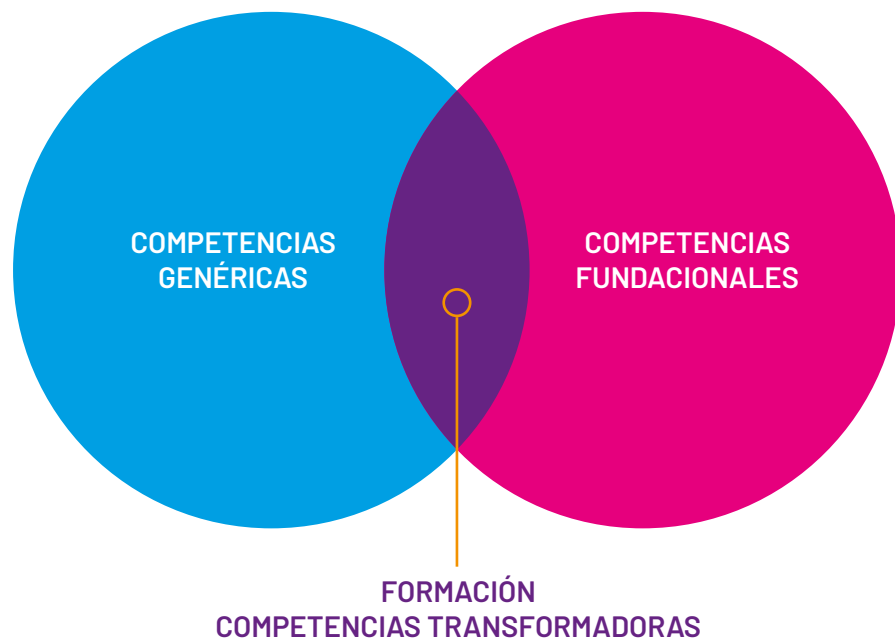 COMPETENCIAS
GENÉRICAS
COMPETENCIAS
FUNDACIONALES
FORMACIÓN
COMPETENCIAS TRANSFORMADORAS